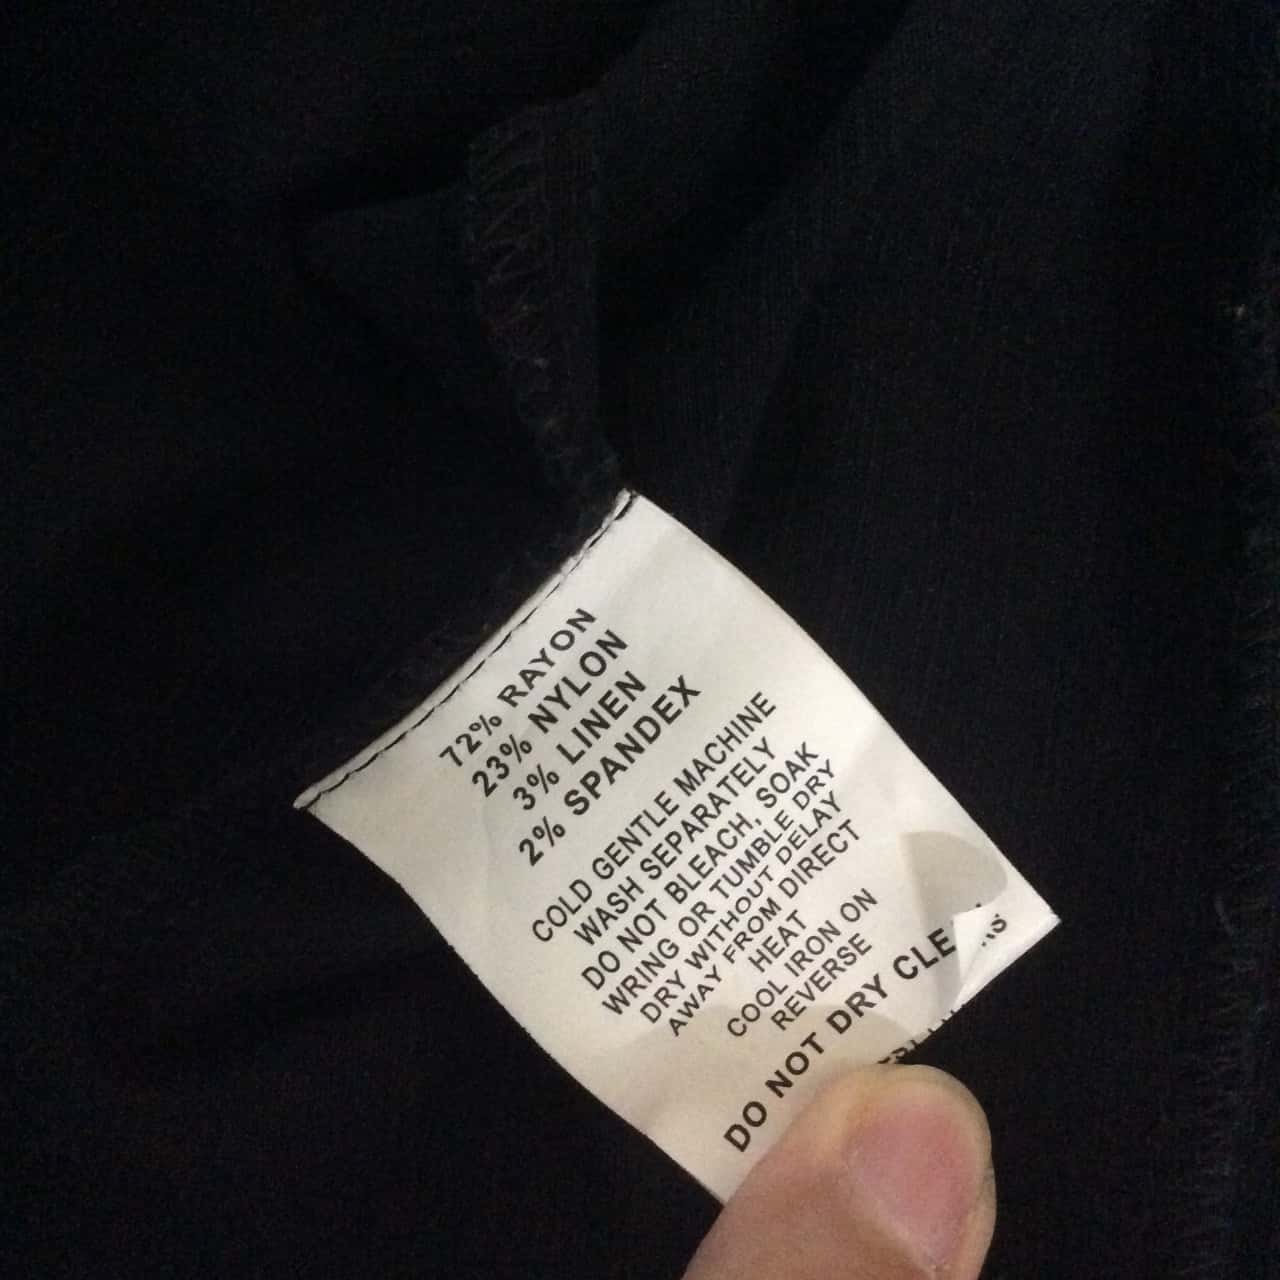 72% RAYON
23% NYLON
3% LINEN
2% SPANDEX
COLD GENTLE MACHINE
WASH SEPARATELY
DO NOT BLEACH, SOAK
WRING OR TUMBLE DRY
DRY WITHOUT DELAY
AWAY FROM DIRECT
HEAT
COOL IRON ON
REVERSE
DO NOT DRY